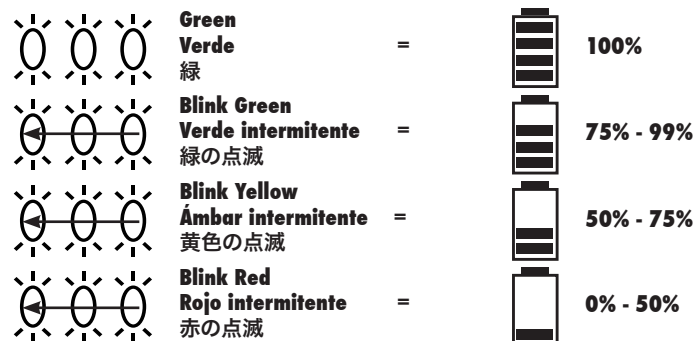 Green
Verde = 100%
緑
Blink Green
Verde intermitente = 75% - 99%
緑の点滅
Blink Yellow
Ámbar intermitente = 50% - 75%
黄色の点滅
Blink Red
Rojo intermitente = 0% - 50%
赤の点滅